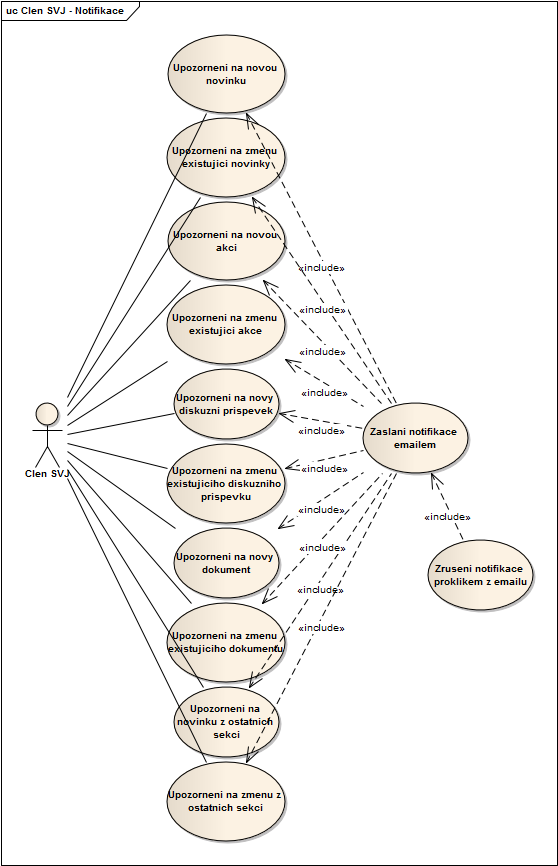 uc Clen SVJ - Notifikace
Upozorneni na novou
novinku
Upozorneni na zmenu
existujici novinky
Upozorneni na novou
akci
«include»
«include»
Upozorneni na zmenu
existujici akce
«include»
«include»
Upozorneni na novy
diskuzni prispevek
Zaslani notifikace
emailem
«include»
Clen SVJ
Upozorneni na zmenu
existujiciho diskuzniho
prispevku
«include»
«include»
«include»
Upozorneni na novy
dokument
«include»
«include»
Zruseni notifikace
proklikem z emailu
«include»
Upozorneni na zmenu
existujiciho dokumentu
«include»
Upozorneni na
novinku z ostatnich
sekci
Upozorneni na zmenu z
ostatnich sekci